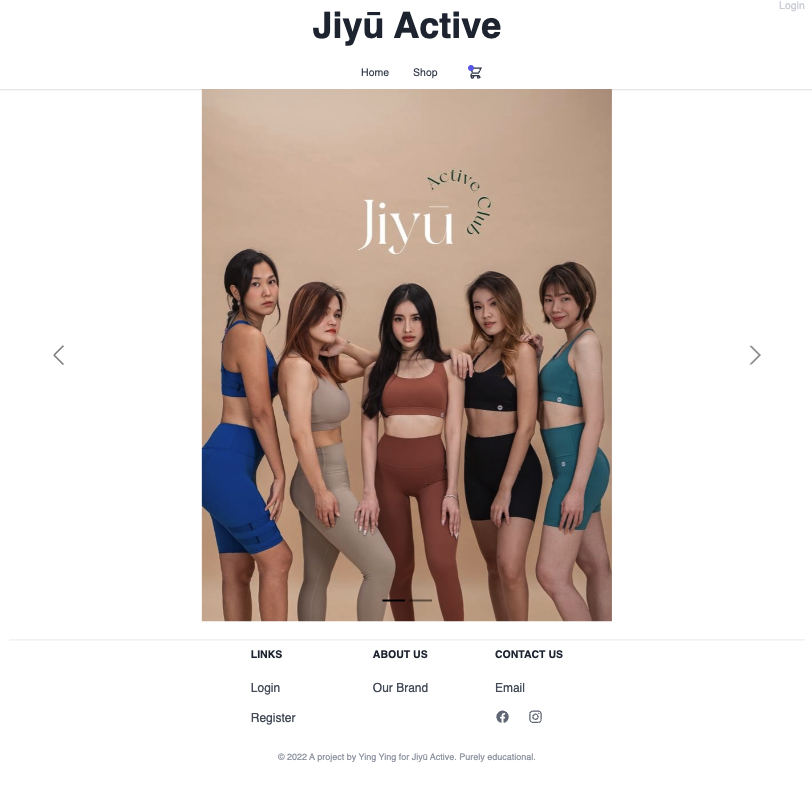 Login
Jiyū Active
Home Shop
Active Club
Jiyū
LINKS ABOUT US CONTACT US
Login Our Brand Email
Register
© 2022 A project by Ying Ying for Jiyū Active. Purely educational.